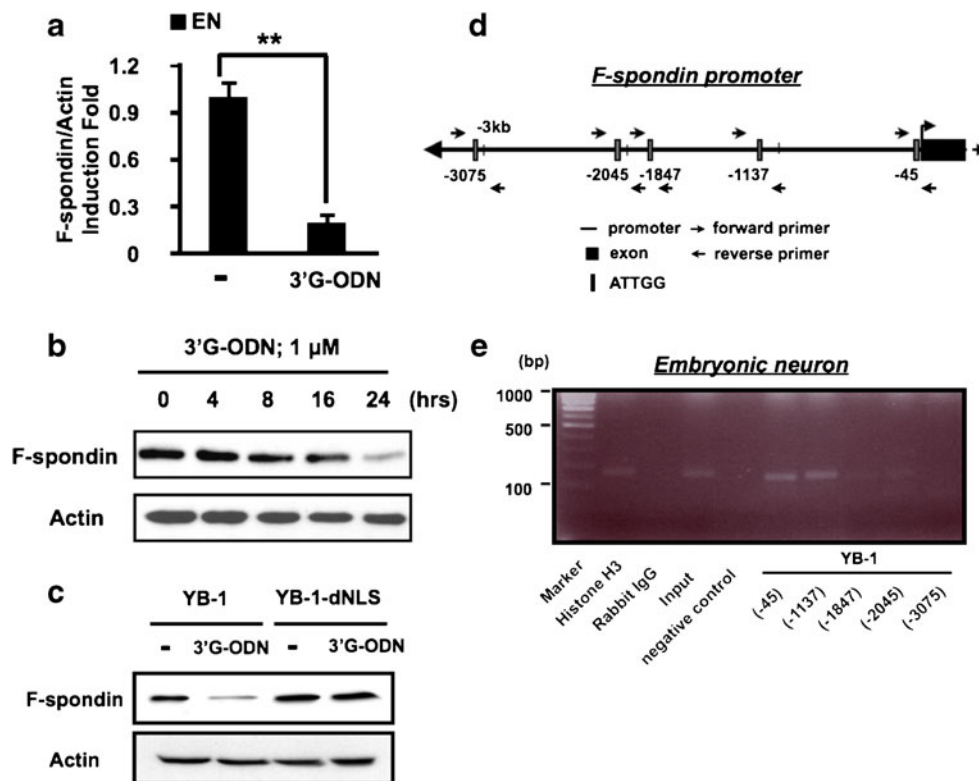 a
EN
**
F-spondin/Actin
Induction Fold
1.2
0.9
0.6
0.3
0
-
3'G-ODN
b
3'G-ODN; 1 µM
0 4 8 16 24 (hrs)
F-spondin
Actin
c
YB-1 YB-1-dNLS
- 3'G-ODN - 3'G-ODN
F-spondin
Actin
d
F-spondin promoter
-3kb
-3075 -2045 -1847 -1137 -45
promoter forward primer
exon reverse primer
ATTGG
e
(bp) Embryonic neuron
1000
500
100
Marker
Histone H3
Rabbit IgG
Input
negative control
YB-1
(-45)
(-1137)
(-1847)
(-2045)
(-3075)